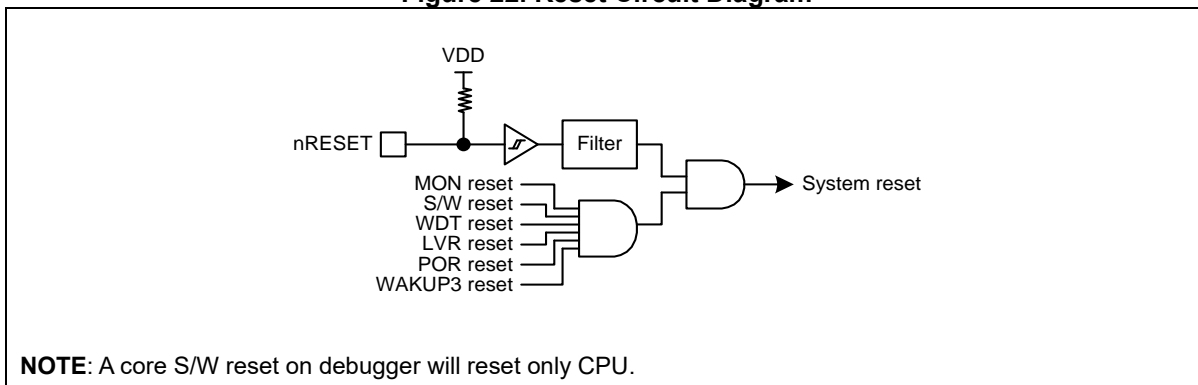 Figure 22. Reset Circuit Diagram
VDD
nRESET
Filter
MON reset
S/W reset
WDT reset
LVR reset
POR reset
WAKUP3 reset
System reset
NOTE: A core S/W reset on debugger will reset only CPU.